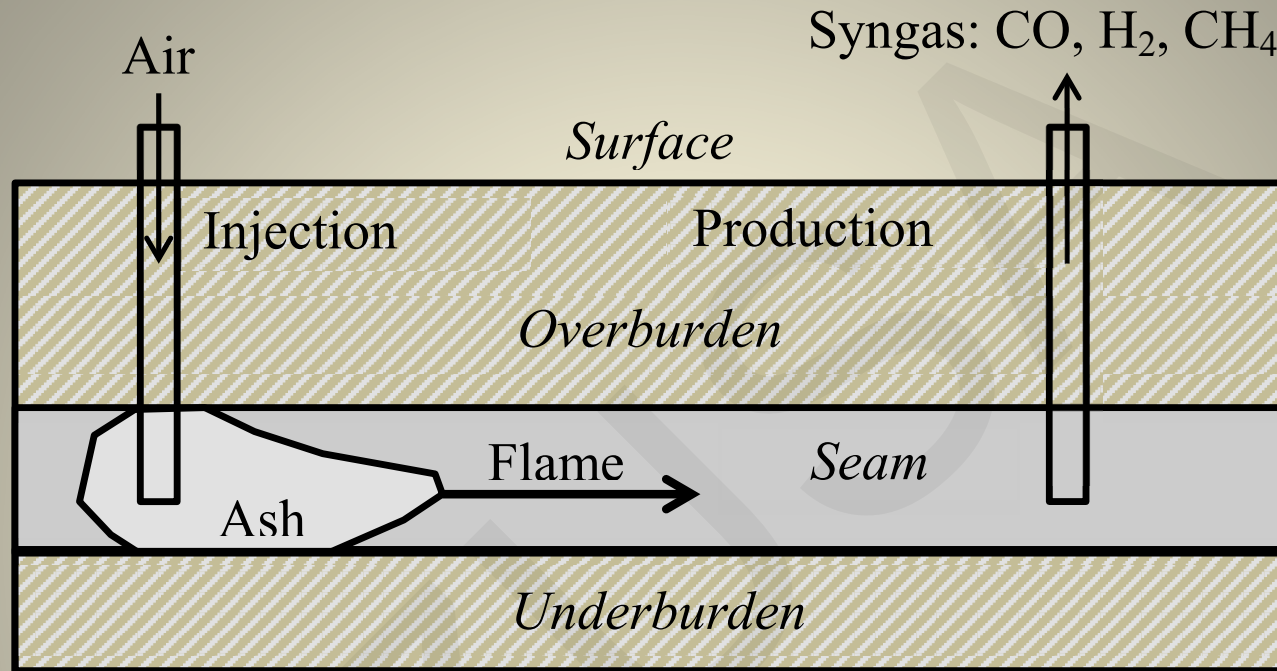 Syngas: CO, H₂, CH₄
Air
Surface
Injection
Production
Overburden
Flame
Seam
Ash
Underburden